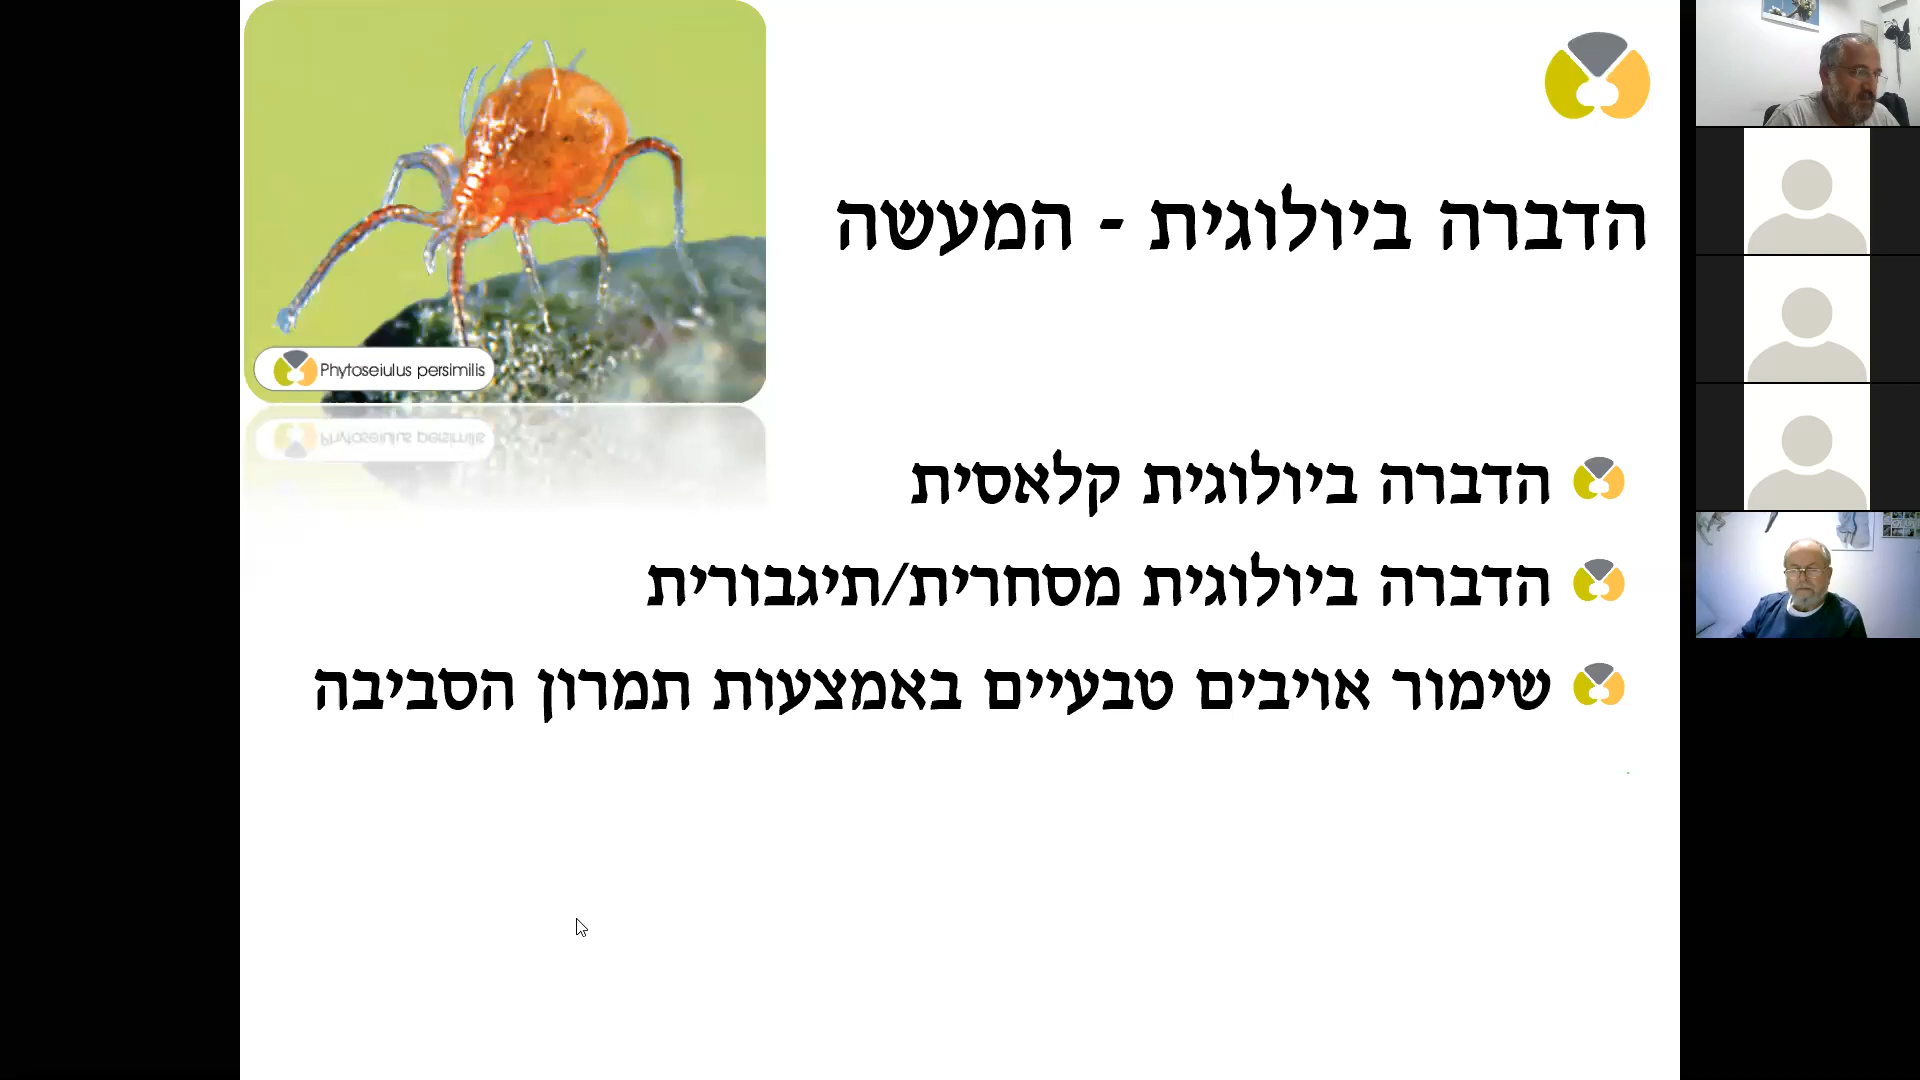 הדברה ביולוגית - המעשה
Phytoseiulus persimilis
הדברה ביולוגית קלאסית
הדברה ביולוגית מסחרית/תיגבורית
שימור אויבים טבעיים באמצעות תמרון הסביבה